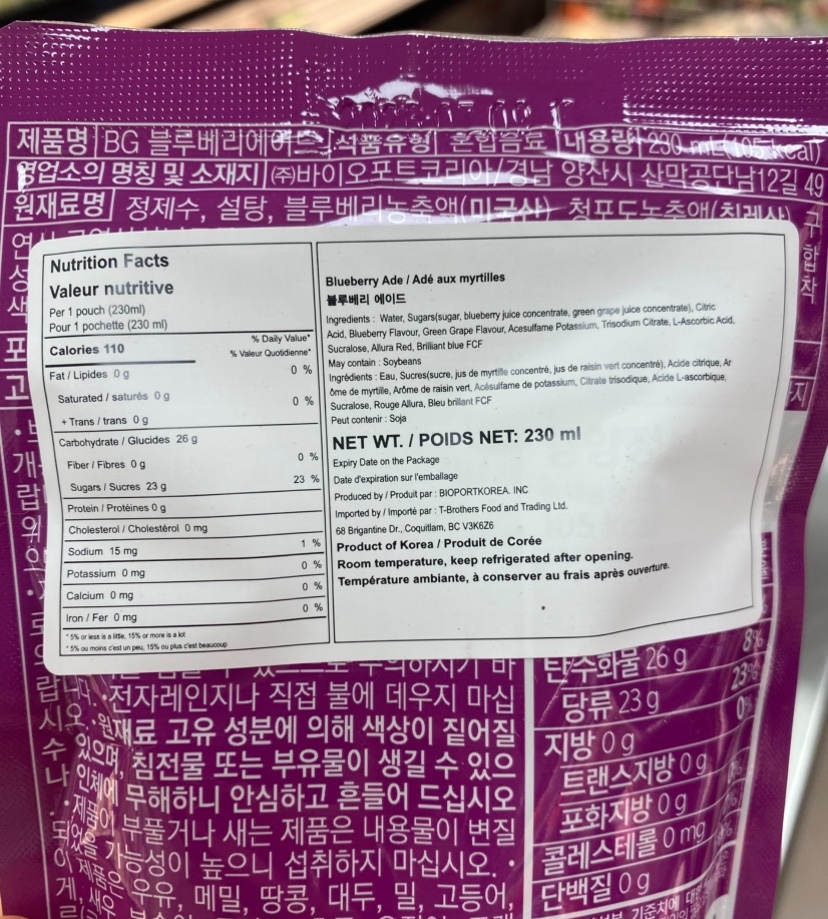 제품명 BG 블루베리에이드 식품유형 혼합음료 내용량 230 mL(105 kcal)
영업소의 명칭 및 소재지 (주)바이오포트코리아/경남 양산시 산막공단남12길 49
원재료명 정제수, 설탕, 블루베리농축액(미국산) 청포도농축액(칠레산)
Nutrition Facts
Valeur nutritive
Per 1 pouch (230ml)
Pour 1 pochette (230 ml)
% Daily Value*
Calories 110
% Valeur Quotidienne*
Fat / Lipides 0 g 0 %
Saturated / saturés 0 g
0 %
+ Trans / trans 0 g
Carbohydrate / Glucides 26 g
Fiber / Fibres 0 g 0 %
Sugars / Sucres 23 g 23 %
Protein / Protéines 0 g
Cholesterol / Cholestérol 0 mg
Sodium 15 mg 1 %
Potassium 0 mg 0 %
Calcium 0 mg 0 %
Iron / Fer 0 mg 0 %
*5% or less is a little, 15% or more is a lot
*5% ou moins c'est un peu, 15% ou plus c'est beaucoup
Blueberry Ade / Adé aux myrtilles
블루베리 에이드
Ingredients : Water, Sugars(sugar, blueberry juice concentrate, green grape juice concentrate), Citric
Acid, Blueberry Flavour, Green Grape Flavour, Acesulfame Potassium, Trisodium Citrate, L-Ascorbic Acid,
Sucralose, Allura Red, Brilliant blue FCF
May contain : Soybeans
Ingrédients : Eau, Sucres(sucre, jus de myrtille concentré, jus de raisin vert concentré), Acide citrique, Ar
ôme de myrtille, Arôme de raisin vert, Acésulfame de potassium, Citrate trisodique, Acide L-ascorbique,
Sucralose, Rouge Allura, Bleu brillant FCF
Peut contenir : Soja
NET WT. / POIDS NET: 230 ml
Expiry Date on the Package
Date d'expiration sur l'emballage
Produced by / Produit par : BIOPORTKOREA. INC
Imported by / Importé par : T-Brothers Food and Trading Ltd.
68 Brigantine Dr., Coquitlam, BC V3K6Z6
Product of Korea / Produit de Corée
Room temperature, keep refrigerated after opening.
Température ambiante, à conserver au frais après ouverture.
•전자레인지나 직접 불에 데우지 마십
시오. •원재료 고유 성분에 의해 색상이 짙어질
수 있으며, 침전물 또는 부유물이 생길 수 있으
나 인체에 무해하니 안심하고 흔들어 드십시오
. •제품이 부풀거나 새는 제품은 내용물이 변질
되었을 가능성이 높으니 섭취하지 마십시오. •
이 제품은 우유, 메밀, 땅콩, 대두, 밀, 고등어,
게, 새우
탄수화물 26 g 8%
당류 23 g 23%
지방 0 g 0%
트랜스지방 0 g
포화지방 0 g
콜레스테롤 0 mg
단백질 0 g
기준치에